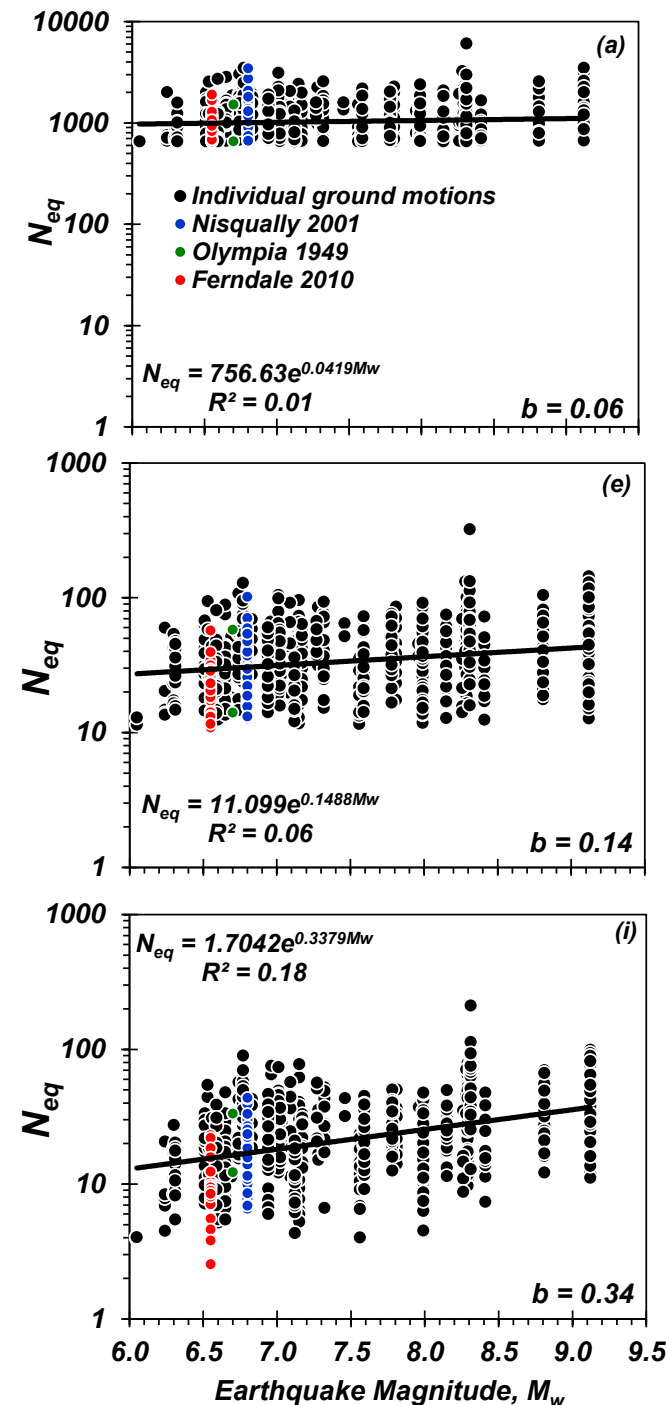 10000
(a)
1000
100
10
1
N_eq
Individual ground motions
Nisqually 2001
Olympia 1949
Ferndale 2010
N_eq = 756.63e^0.0419Mw
R² = 0.01
b = 0.06
1000
(e)
100
10
1
N_eq
N_eq = 11.099e^0.1488Mw
R² = 0.06
b = 0.14
1000
(i)
N_eq = 1.7042e^0.3379Mw
R² = 0.18
100
10
1
N_eq
b = 0.34
6.0 6.5 7.0 7.5 8.0 8.5 9.0 9.5
Earthquake Magnitude, M_w